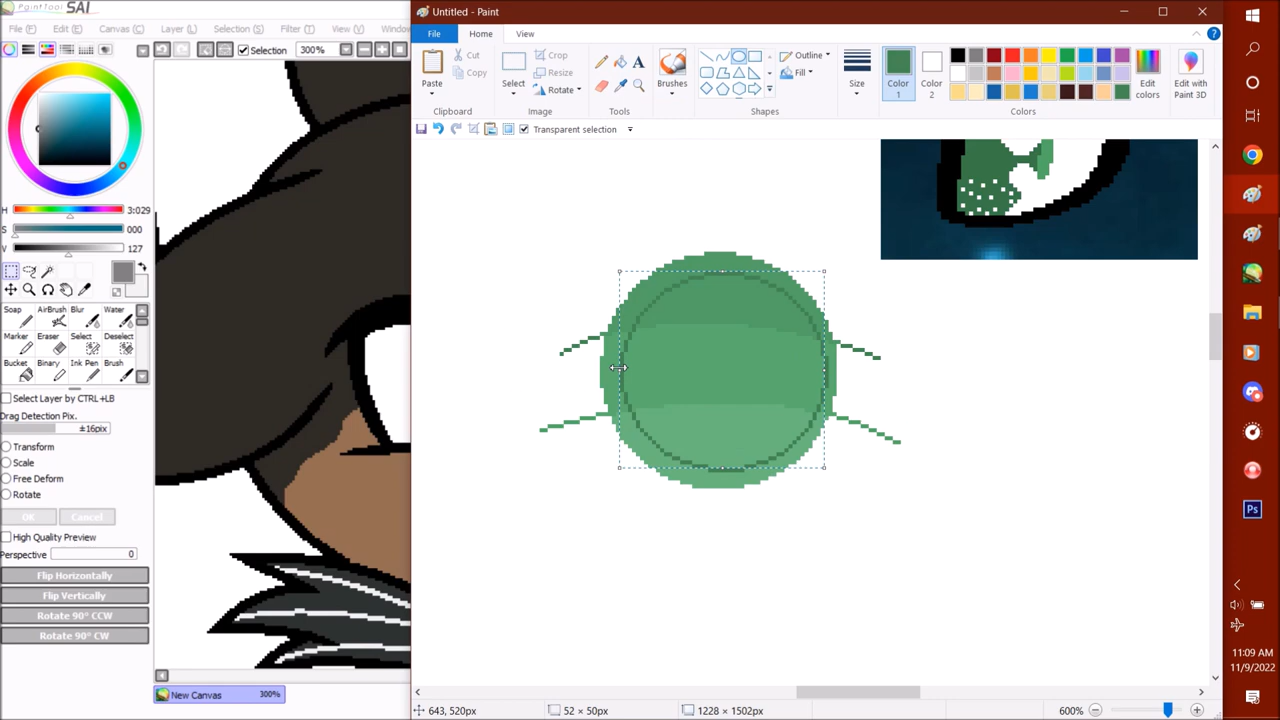 PaintTool SAI
File (F) Edit (E) Canvas (C) Layer (L) Selection (S) Filter (T) View (V) Window
Selection 300%
H 3:029
S 000
V 127
Soap AirBrush Blur Water
Marker Eraser Select Deselect
Bucket Binary Ink Pen Brush
Select Layer by CTRL+LB
Drag Detection Pix.
±16pix
Transform
Scale
Free Deform
Rotate
OK Cancel
High Quality Preview
Perspective 0
Flip Horizontally
Flip Vertically
Rotate 90° CCW
Rotate 90° CW
New Canvas 300%
Untitled - Paint
File Home View
Paste Cut Copy
Clipboard
Select Crop Resize Rotate
Image
A
Tools
Brushes
Outline
Fill
Shapes
Size
Color 1
Color 2
Edit colors
Edit with Paint 3D
Colors
Transparent selection
643, 520px 52 × 50px 1228 × 1502px 600%
Ps
11:09 AM
11/9/2022